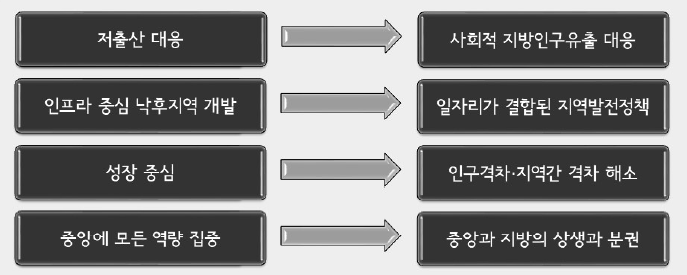 저출산 대응
사회적 지방인구유출 대응
인프라 중심 낙후지역 개발
일자리가 결합된 지역발전정책
성장 중심
인구격차·지역간 격차 해소
중앙에 모든 역량 집중
중앙과 지방의 상생과 분권